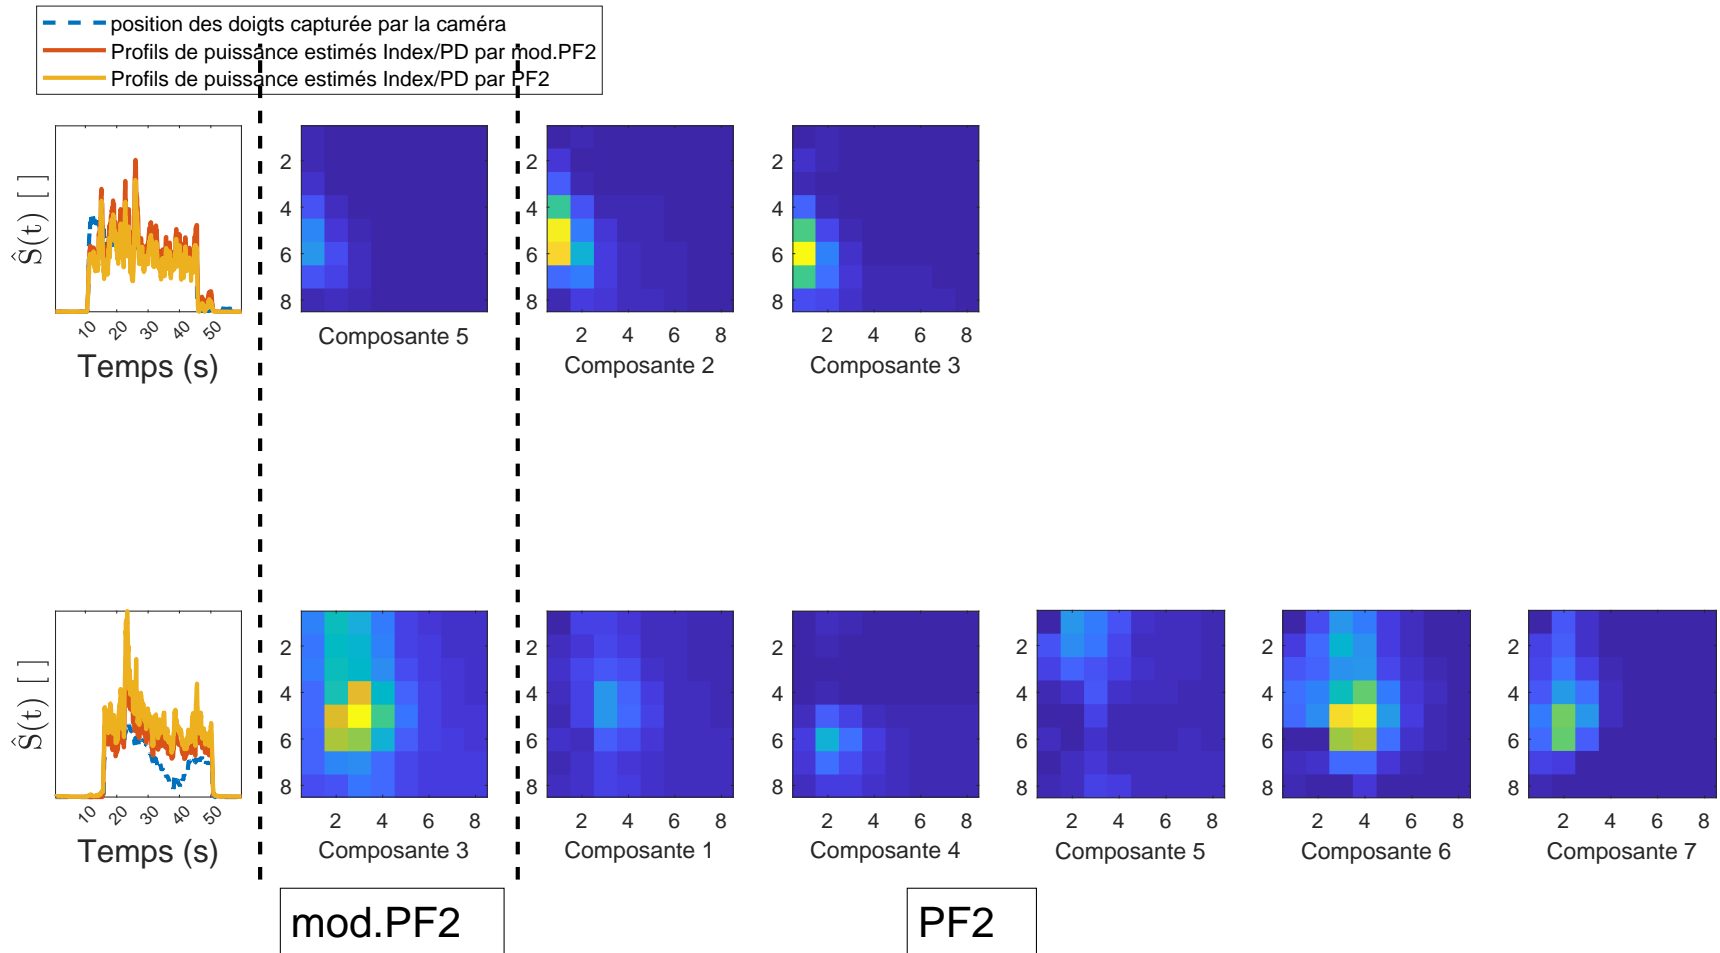 position des doigts capturée par la caméra
Profils de puissance estimés Index/PD par mod.PF2
Profils de puissance estimés Index/PD par PF2
Ŝ(t) [ ]
10 20 30 40 50
Temps (s)
2
4
6
8
Composante 5
2
4
6
8
2 4 6 8
Composante 2
2
4
6
8
2 4 6 8
Composante 3
Ŝ(t) [ ]
10 20 30 40 50
Temps (s)
2
4
6
8
2 4 6 8
Composante 3
2
4
6
8
2 4 6 8
Composante 1
2
4
6
8
2 4 6 8
Composante 4
2
4
6
8
2 4 6 8
Composante 5
2
4
6
8
2 4 6 8
Composante 6
2
4
6
8
2 4 6 8
Composante 7
mod.PF2
PF2